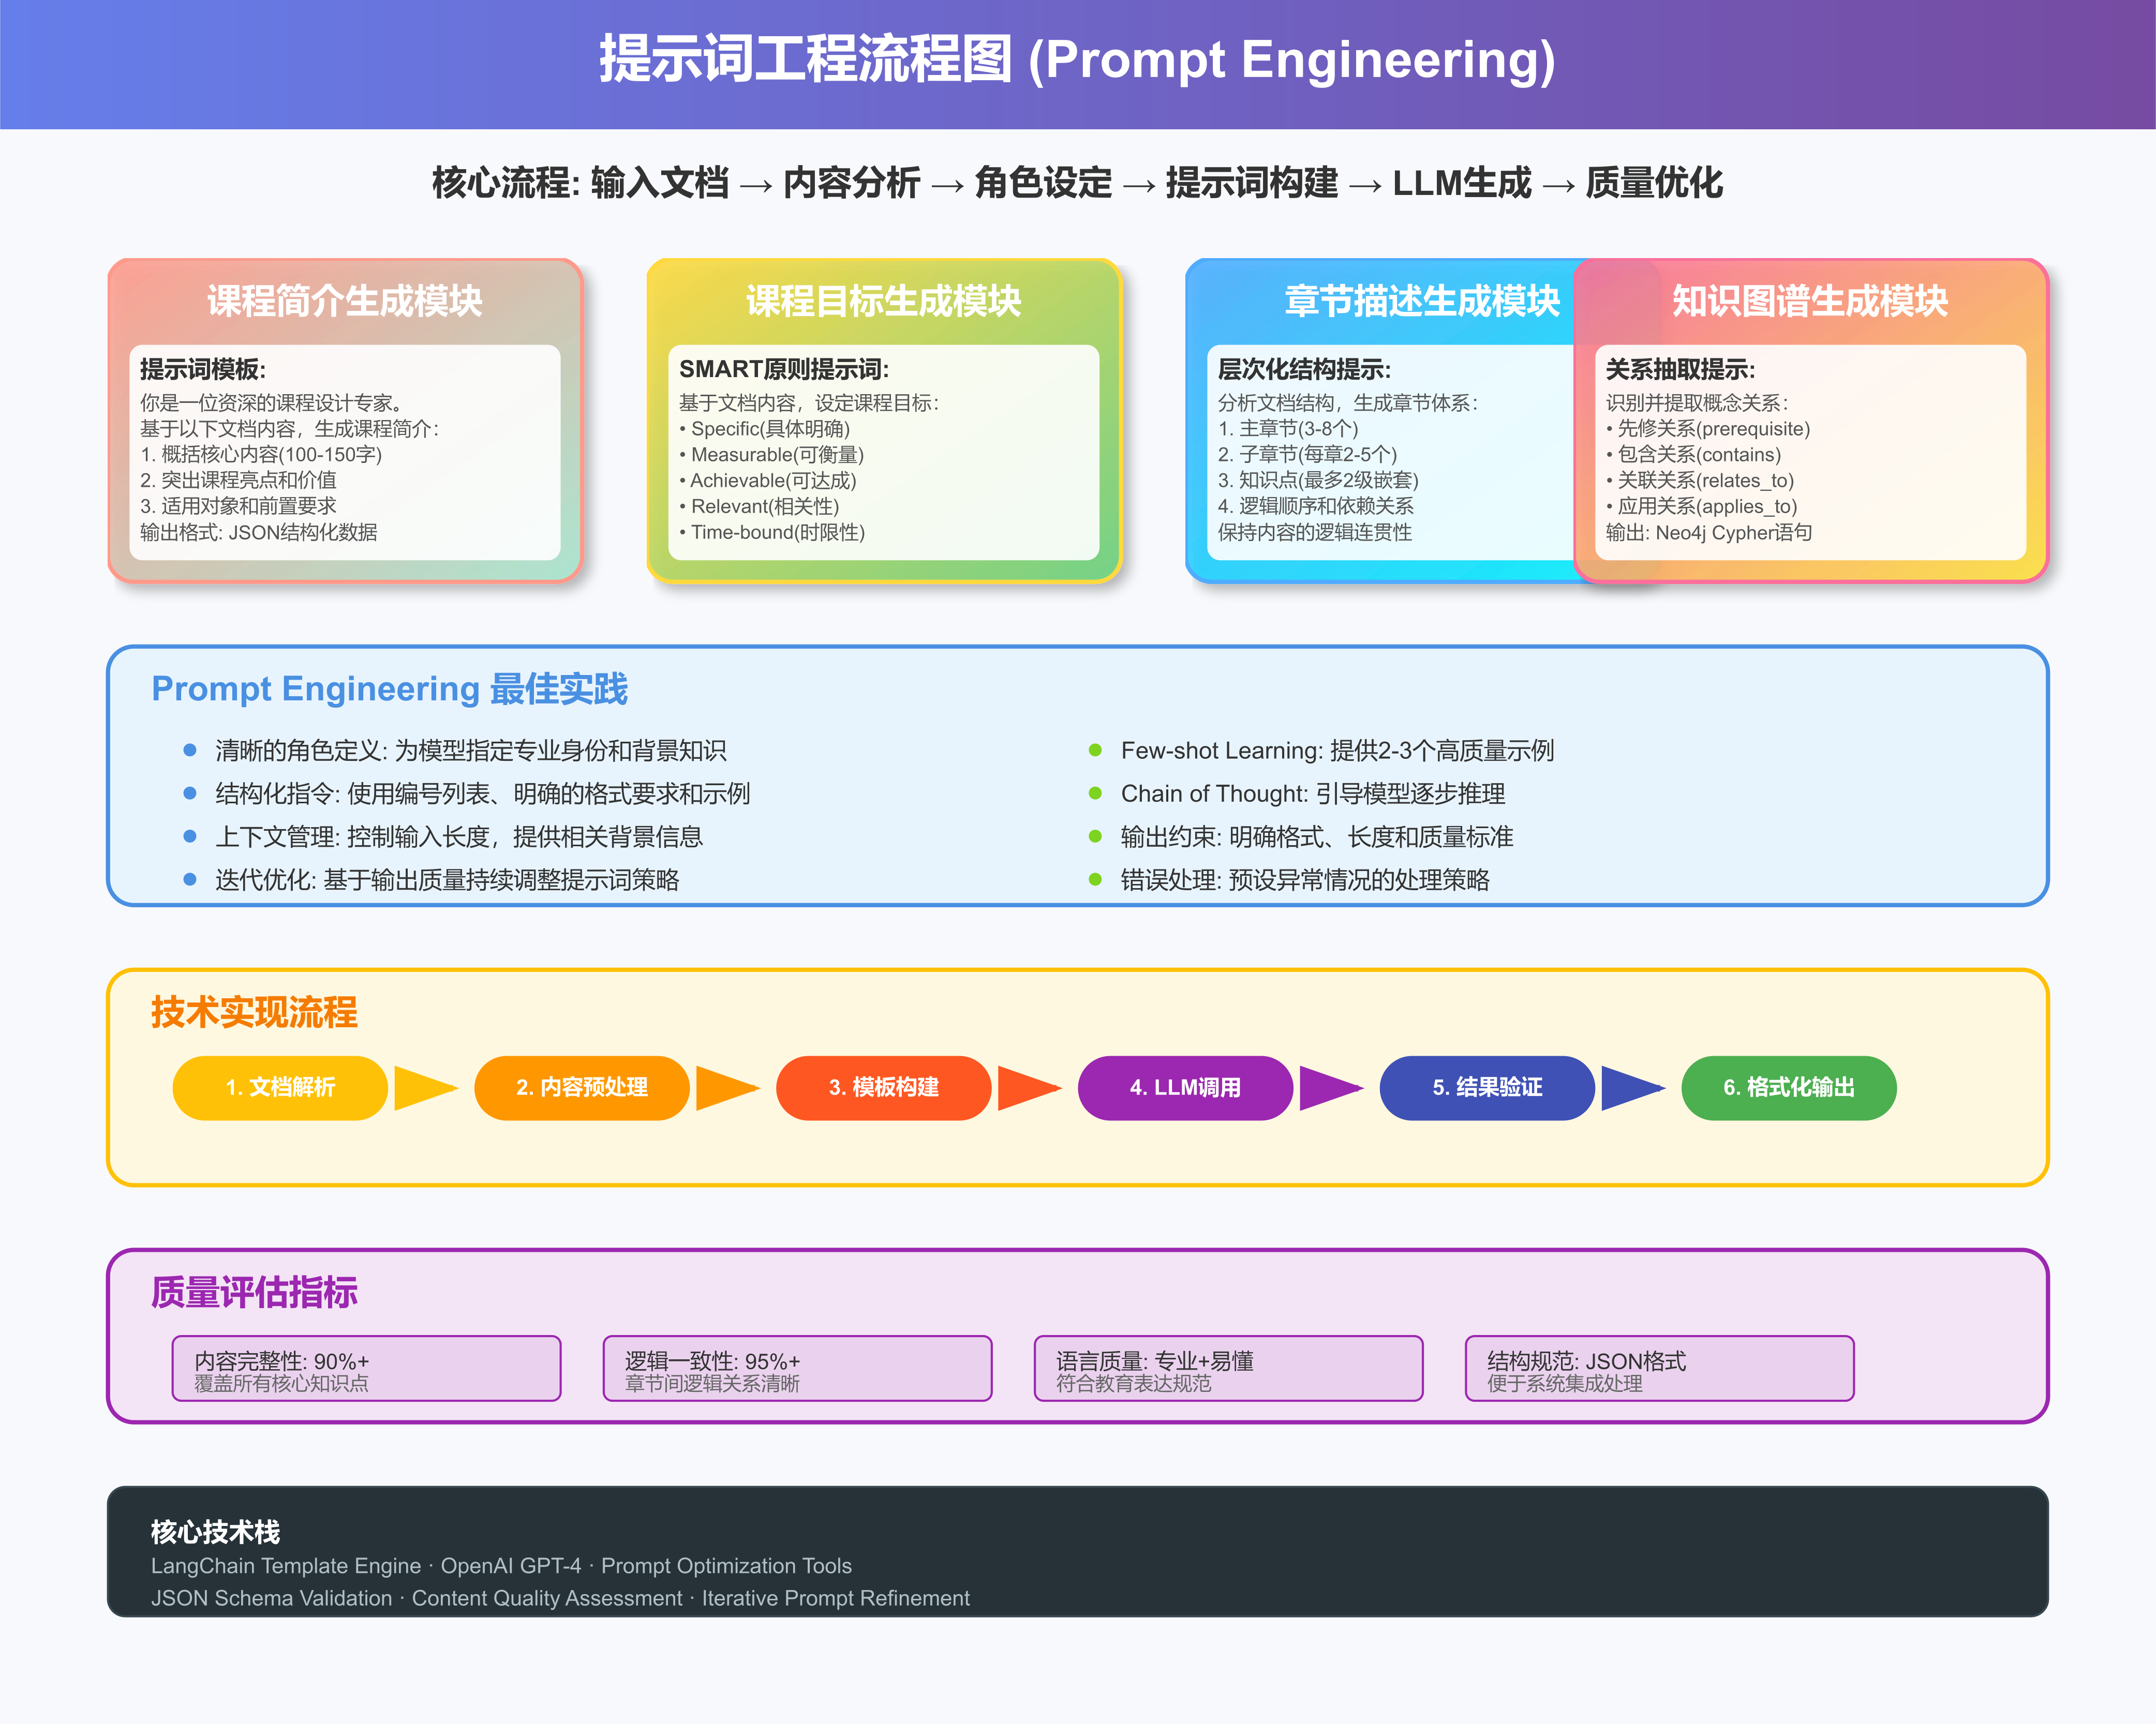 提示词工程流程图 (Prompt Engineering)
核心流程: 输入文档 → 内容分析 → 角色设定 → 提示词构建 → LLM生成 → 质量优化
课程简介生成模块
提示词模板:
你是一位资深的课程设计专家。
基于以下文档内容，生成课程简介：
1. 概括核心内容(100-150字)
2. 突出课程亮点和价值
3. 适用对象和前置要求
输出格式: JSON结构化数据
课程目标生成模块
SMART原则提示词:
基于文档内容，设定课程目标：
• Specific(具体明确)
• Measurable(可衡量)
• Achievable(可达成)
• Relevant(相关性)
• Time-bound(时限性)
章节描述生成模块
层次化结构提示:
分析文档结构，生成章节体系：
1. 主章节(3-8个)
2. 子章节(每章2-5个)
3. 知识点(最多2级嵌套)
4. 逻辑顺序和依赖关系
保持内容的逻辑连贯性
知识图谱生成模块
关系抽取提示:
识别并提取概念关系：
• 先修关系(prerequisite)
• 包含关系(contains)
• 关联关系(relates_to)
• 应用关系(applies_to)
输出: Neo4j Cypher语句
Prompt Engineering 最佳实践
清晰的角色定义: 为模型指定专业身份和背景知识
结构化指令: 使用编号列表、明确的格式要求和示例
上下文管理: 控制输入长度，提供相关背景信息
迭代优化: 基于输出质量持续调整提示词策略
Few-shot Learning: 提供2-3个高质量示例
Chain of Thought: 引导模型逐步推理
输出约束: 明确格式、长度和质量标准
错误处理: 预设异常情况的处理策略
技术实现流程
1. 文档解析
2. 内容预处理
3. 模板构建
4. LLM调用
5. 结果验证
6. 格式化输出
质量评估指标
内容完整性: 90%+
覆盖所有核心知识点
逻辑一致性: 95%+
章节间逻辑关系清晰
语言质量: 专业+易懂
符合教育表达规范
结构规范: JSON格式
便于系统集成处理
核心技术栈
LangChain Template Engine · OpenAI GPT-4 · Prompt Optimization Tools
JSON Schema Validation · Content Quality Assessment · Iterative Prompt Refinement